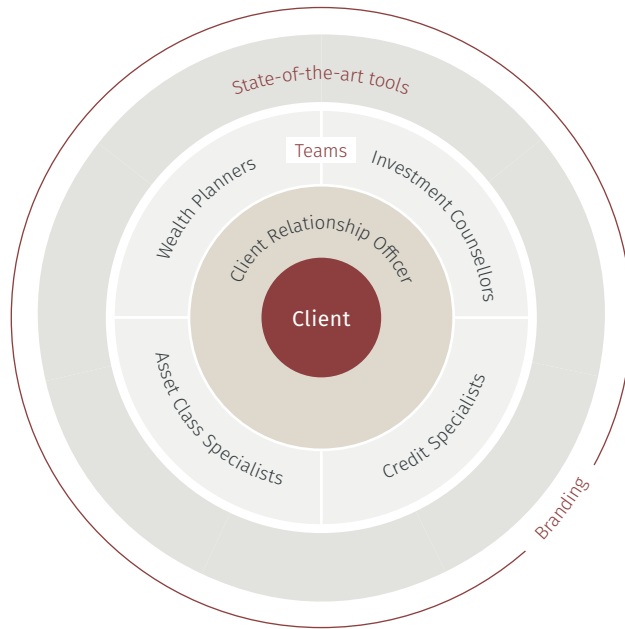 State-of-the-art tools
Teams
Wealth Planners
Investment Counsellors
Client Relationship Officer
Client
Asset Class Specialists
Credit Specialists
Branding